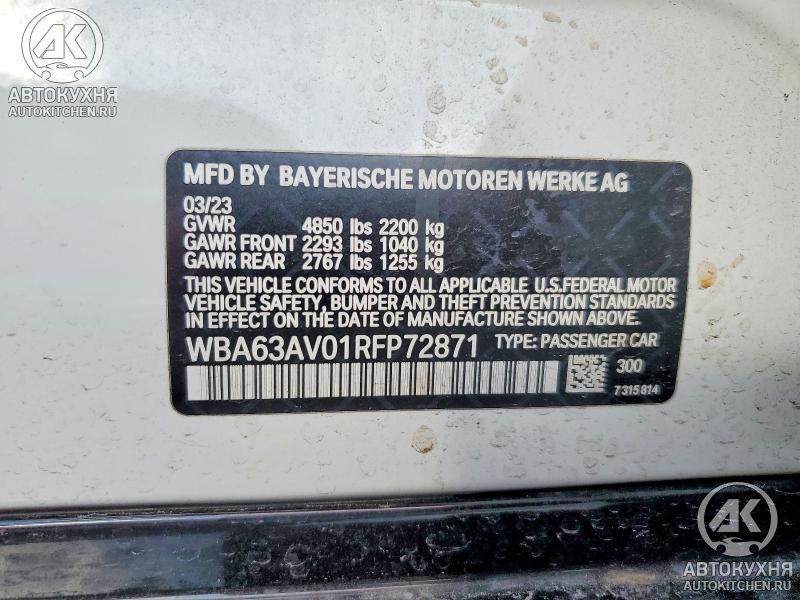 AK
АВТОКУХНЯ
AUTOKITCHEN.RU
MFD BY BAYERISCHE MOTOREN WERKE AG
03/23
GVWR 4850 lbs 2200 kg
GAWR FRONT 2293 lbs 1040 kg
GAWR REAR 2767 lbs 1255 kg
THIS VEHICLE CONFORMS TO ALL APPLICABLE U.S.FEDERAL MOTOR
VEHICLE SAFETY, BUMPER AND THEFT PREVENTION STANDARDS
IN EFFECT ON THE DATE OF MANUFACTURE SHOWN ABOVE.
WBA63AV01RFP72871 TYPE: PASSENGER CAR
300
7315814
AK
АВТОКУХНЯ
AUTOKITCHEN.RU